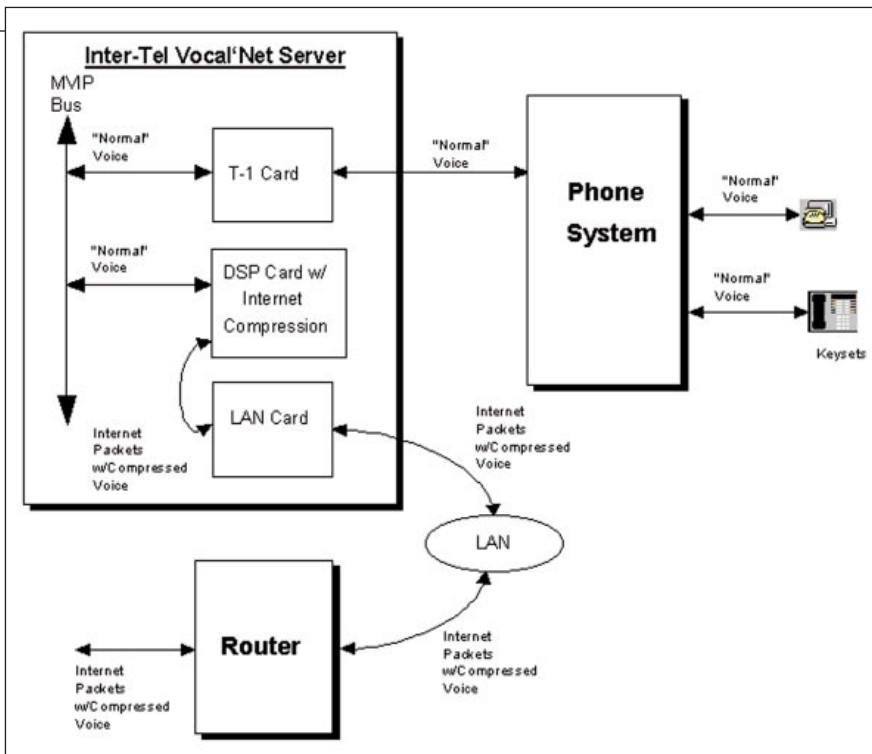 Inter-Tel Vocal'Net Server
MVIP
Bus
"Normal"
Voice
T-1 Card
"Normal"
Voice
Phone
System
"Normal"
Voice
"Normal"
Voice
DSP Card w/
Internet
Compression
"Normal"
Voice
Keysets
LAN Card
Internet
Packets
w/Compressed
Voice
Internet
Packets
w/Compressed
Voice
LAN
Router
Internet
Packets
w/Compressed
Voice
Internet
Packets
w/Compressed
Voice